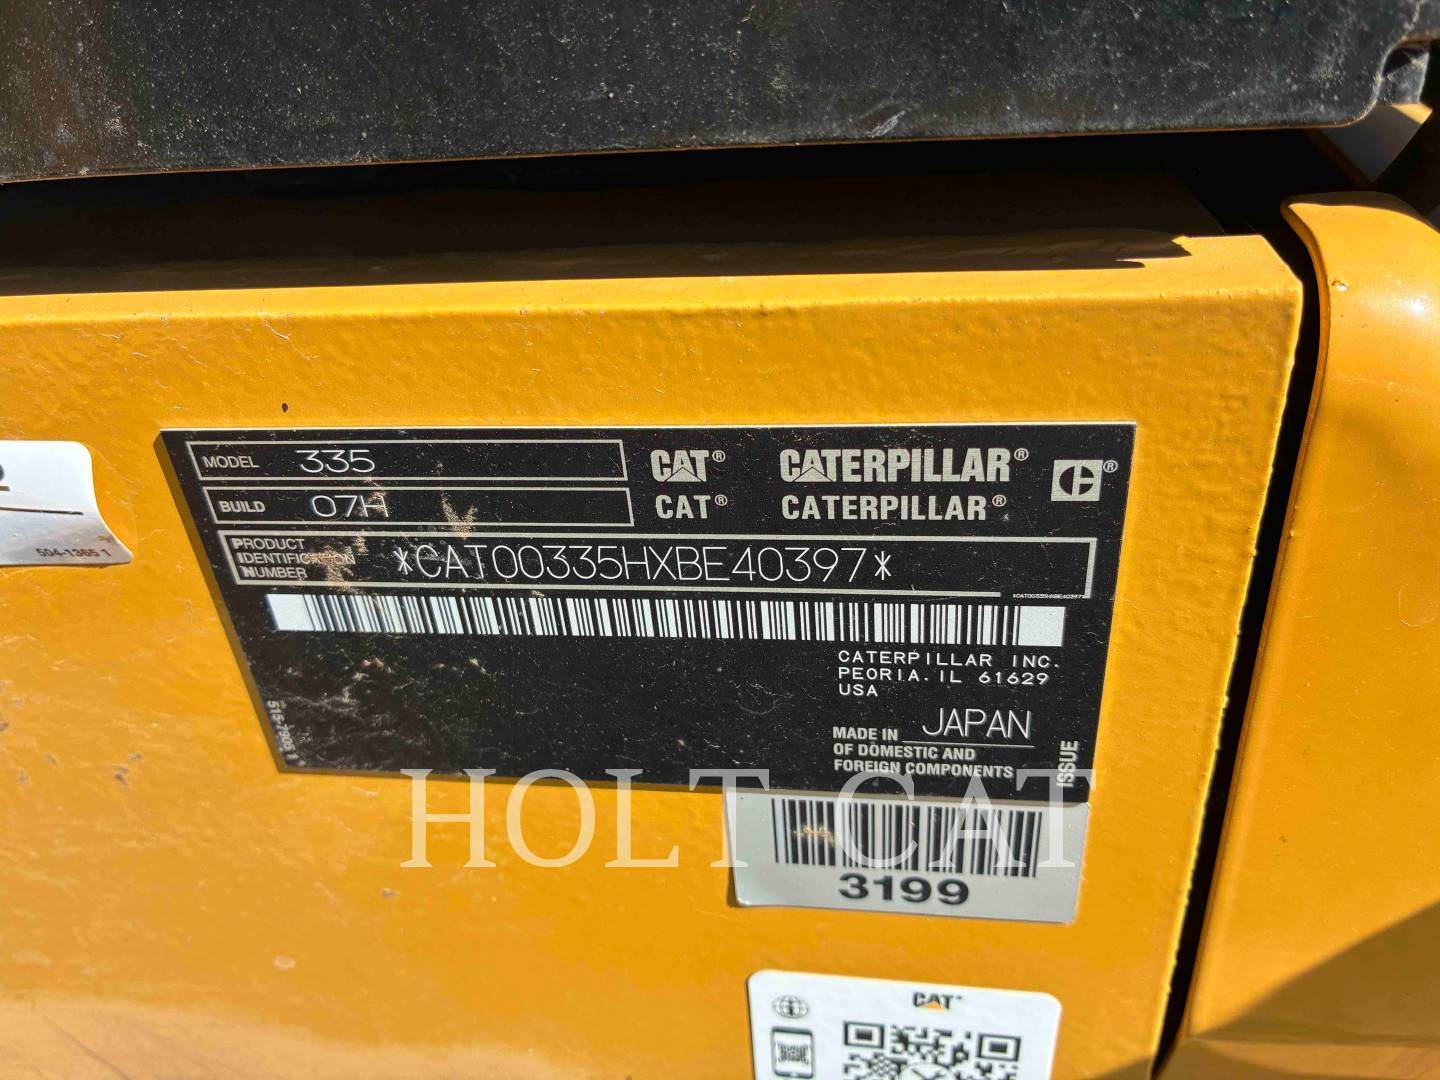 MODEL 335
BUILD 07H
CAT® CATERPILLAR® ®
CAT® CATERPILLAR®
PRODUCT
IDENTIFICATION
NUMBER
*CAT00335HXBE40397*
*CAT00335HXBE40397*
CATERPILLAR INC.
PEORIA, IL 61629
USA
MADE IN JAPAN
OF DOMESTIC AND
FOREIGN COMPONENTS
ISSUE
504-1365 1
HOLT CAT
3199
CAT